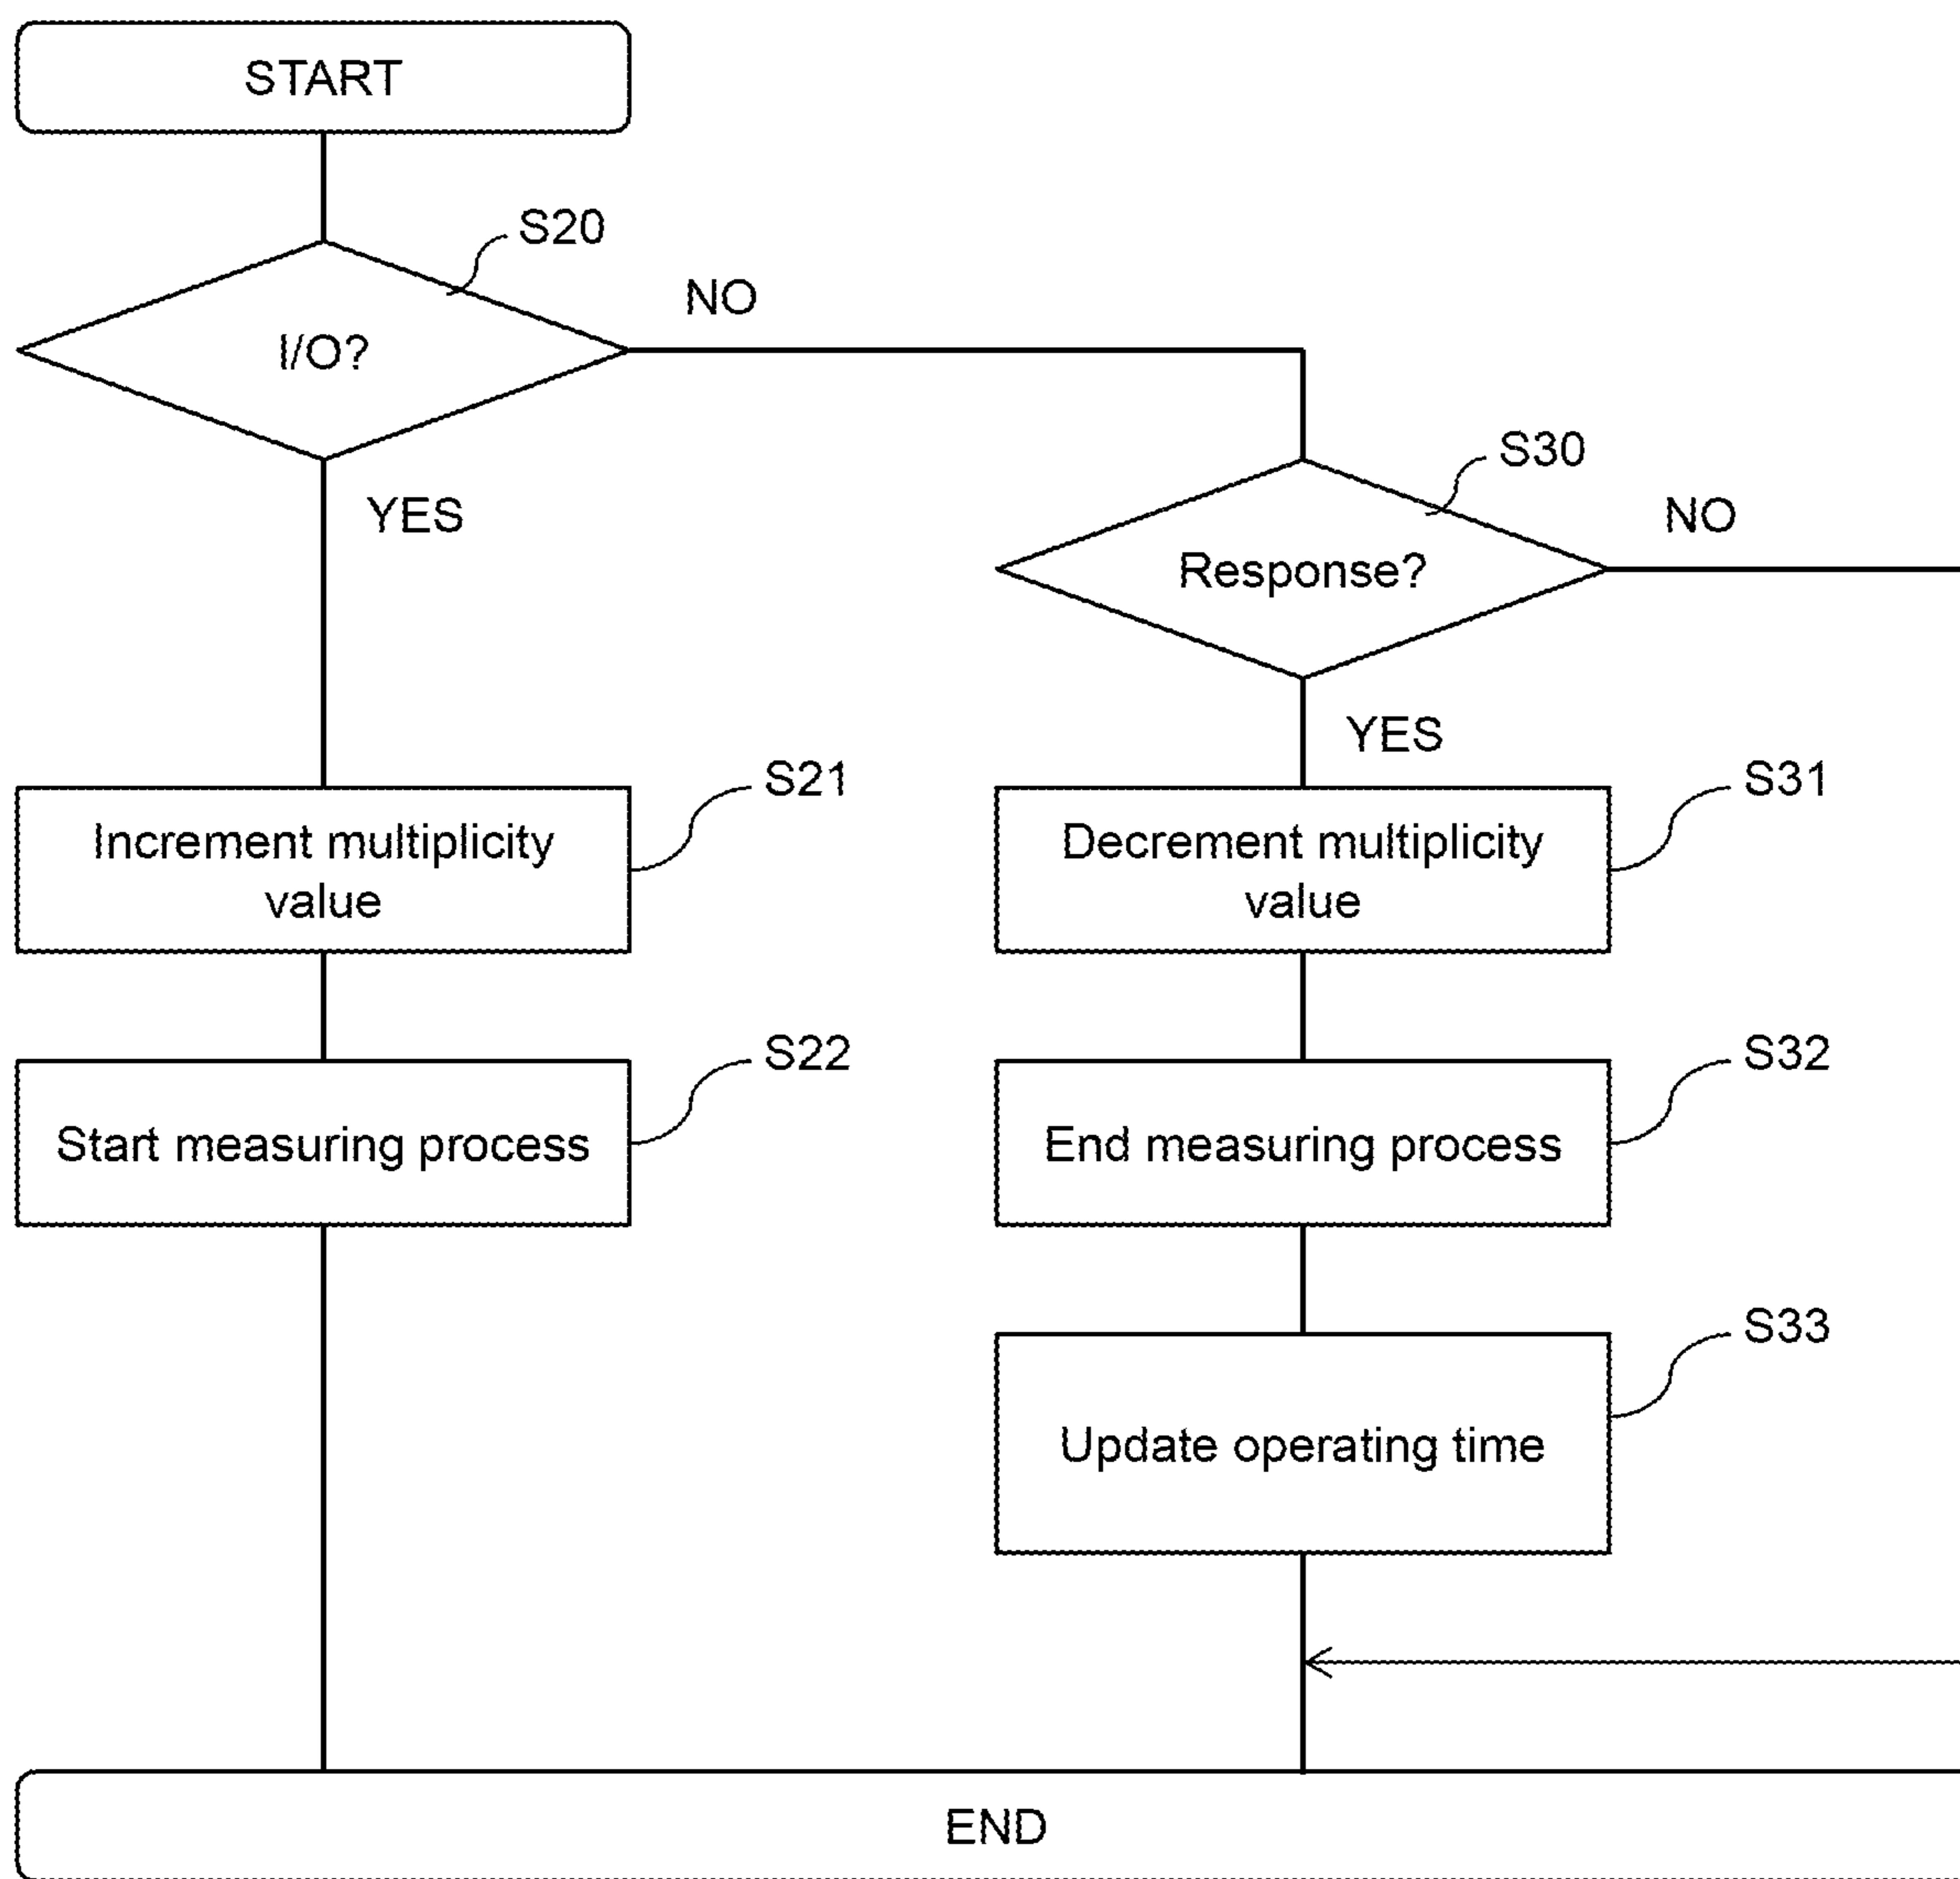 START
S20
I/O?
NO
YES
S30
Response?
NO
YES
S21
Increment multiplicity
value
S31
Decrement multiplicity
value
S22
Start measuring process
S32
End measuring process
S33
Update operating time
END